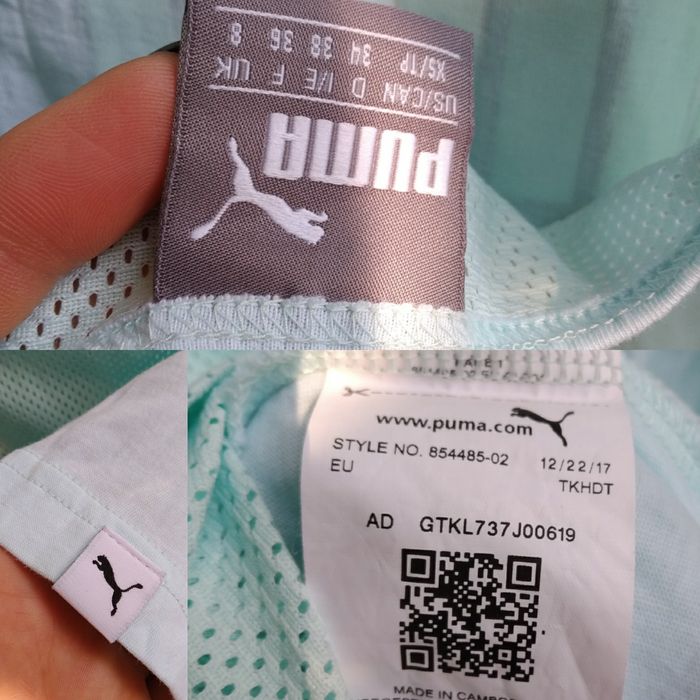 PUMA
US/CAN D I/E F UK
XS/TP 34 38 36 8
www.puma.com
STYLE NO. 854485-02 12/22/17
EU TKHDT
AD GTKL737J00619
MADE IN